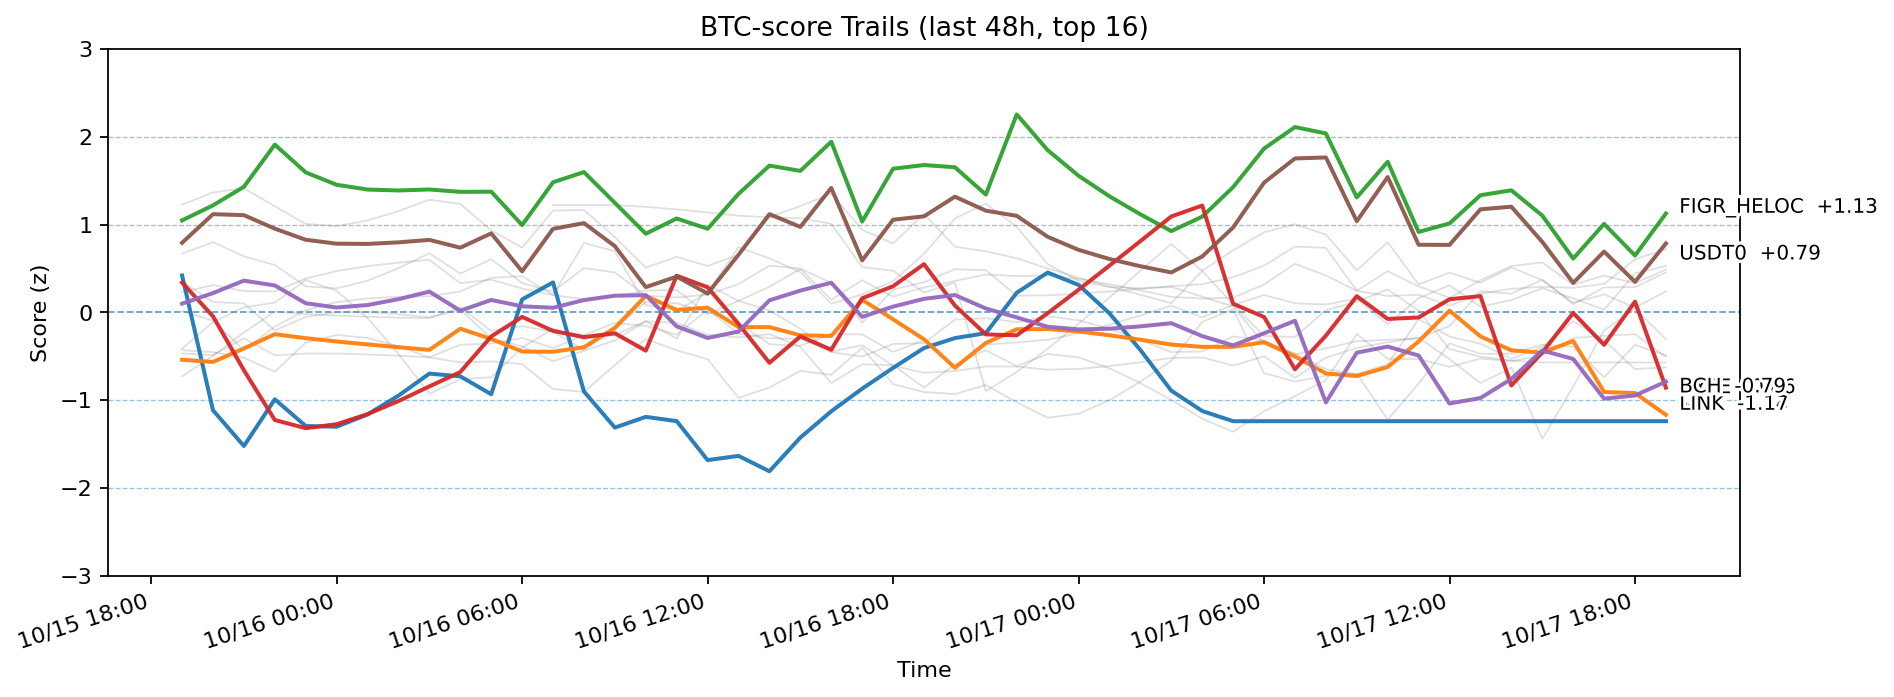 BTC-score Trails (last 48h, top 16)
Score (z)
3
2
1
0
−1
−2
−3
FIGR_HELOC +1.13
USDT0 +0.79
LINK -1.17
10/15 18:00
10/16 00:00
10/16 06:00
10/16 12:00
10/16 18:00
10/17 00:00
10/17 06:00
10/17 12:00
10/17 18:00
Time